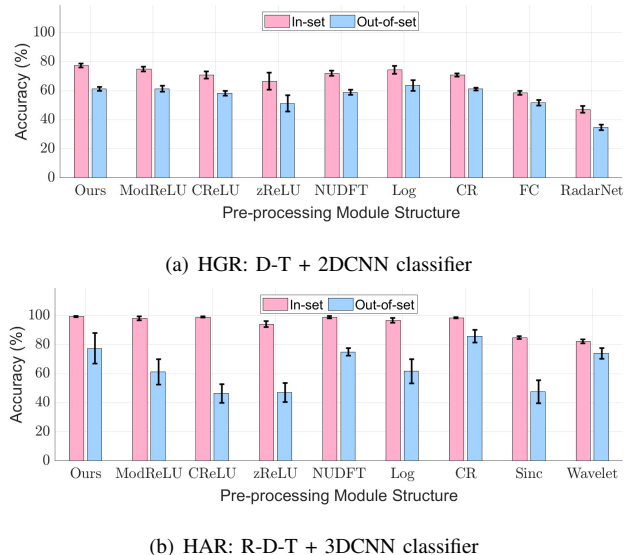 In-set Out-of-set
100
80
60
40
20
0
Accuracy (%)
Ours ModReLU CReLU zReLU NUDFT Log CR FC RadarNet
Pre-processing Module Structure
(a) HGR: D-T + 2DCNN classifier
In-set Out-of-set
100
80
60
40
20
0
Accuracy (%)
Ours ModReLU CReLU zReLU NUDFT Log CR Sinc Wavelet
Pre-processing Module Structure
(b) HAR: R-D-T + 3DCNN classifier